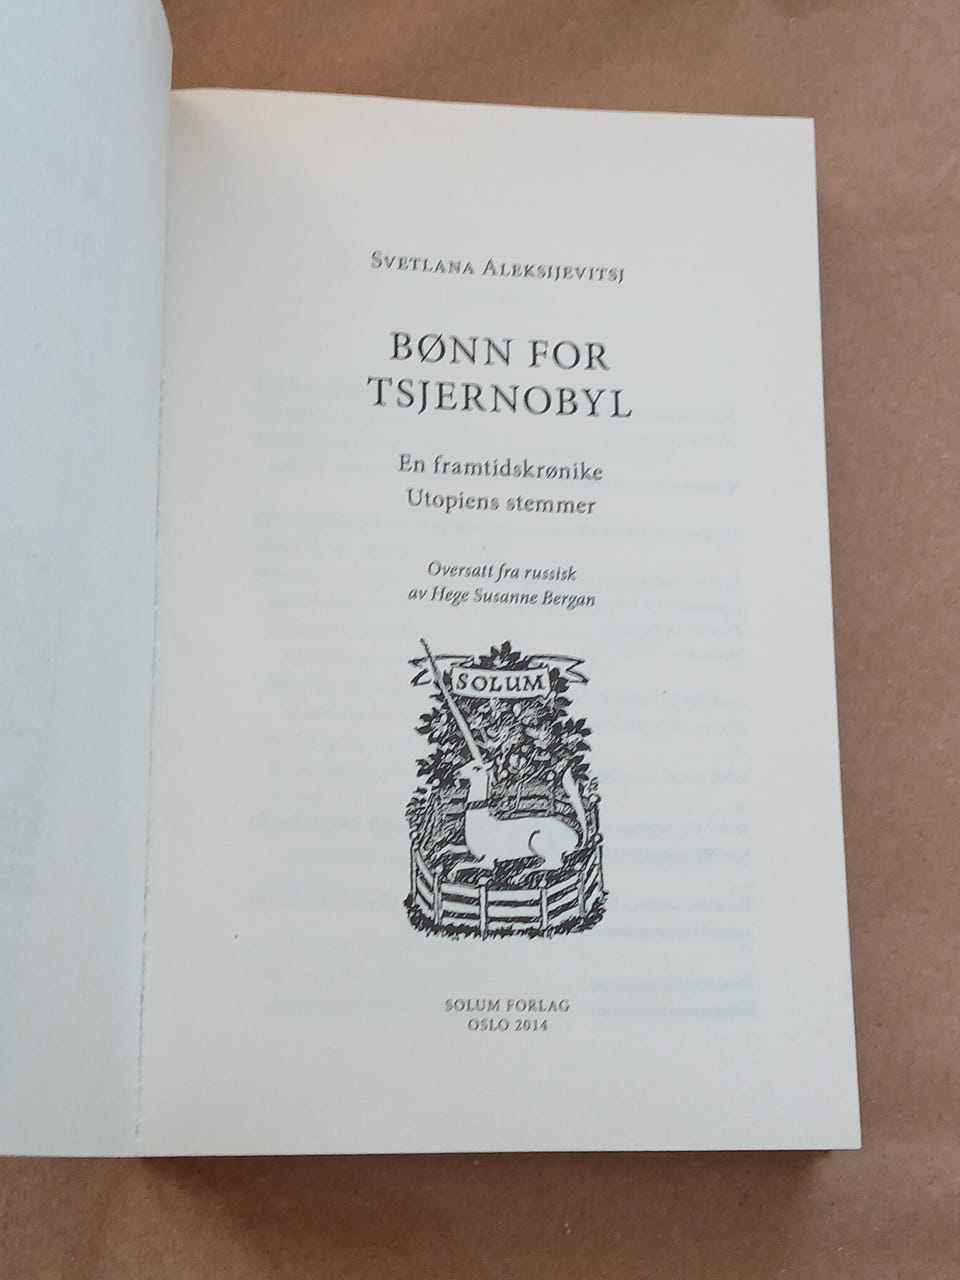 Svetlana Aleksijevitsj
BØNN FOR
TSJERNOBYL
En framtidskrønike
Utopiens stemmer
Oversatt fra russisk
av Hege Susanne Bergan
SOLUM
SOLUM FORLAG
OSLO 2014